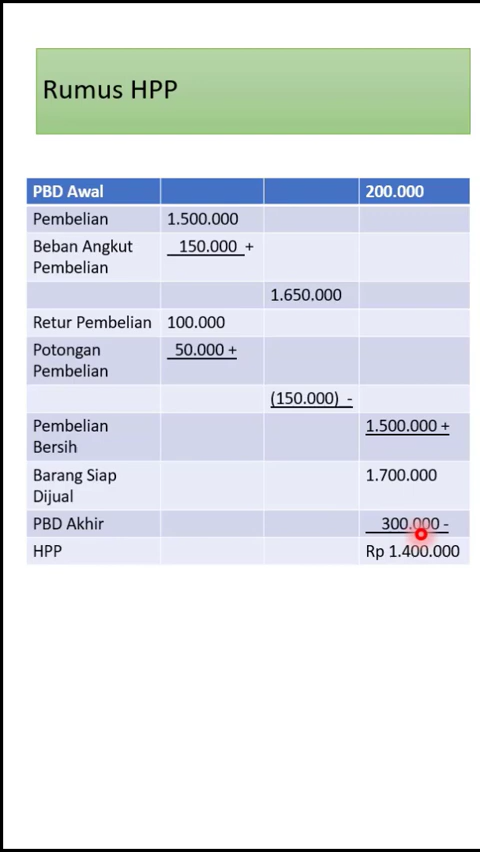 Rumus HPP
PBD Awal 200.000
Pembelian 1.500.000
Beban Angkut 150.000 +
Pembelian
1.650.000
Retur Pembelian 100.000
Potongan 50.000 +
Pembelian
(150.000) -
Pembelian 1.500.000 +
Bersih
Barang Siap 1.700.000
Dijual
PBD Akhir 300.000 -
HPP Rp 1.400.000